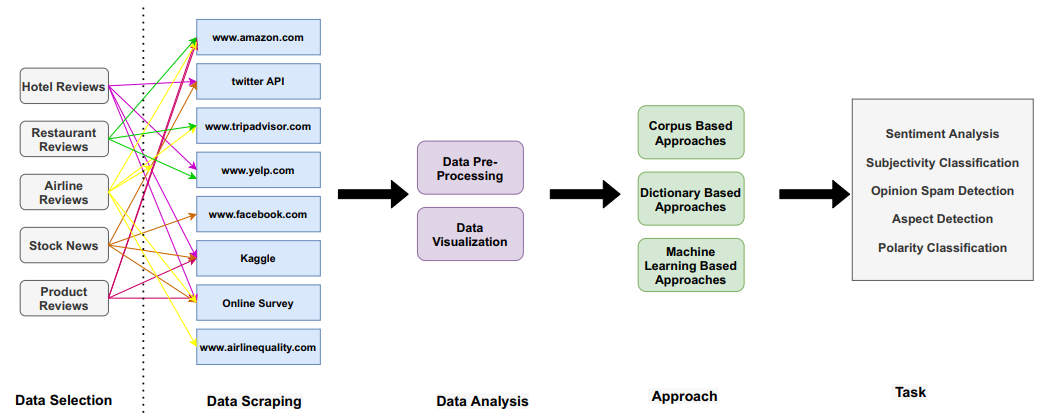 Hotel Reviews
Restaurant
Reviews
Airline
Reviews
Stock News
Product
Reviews
Data Selection
www.amazon.com
twitter API
www.tripadvisor.com
www.yelp.com
www.facebook.com
Kaggle
Online Survey
www.airlinequality.com
Data Scraping
Data Pre-
Processing
Data
Visualization
Data Analysis
Corpus Based
Approaches
Dictionary Based
Approaches
Machine
Learning Based
Approaches
Approach
Sentiment Analysis
Subjectivity Classification
Opinion Spam Detection
Aspect Detection
Polarity Classification
Task